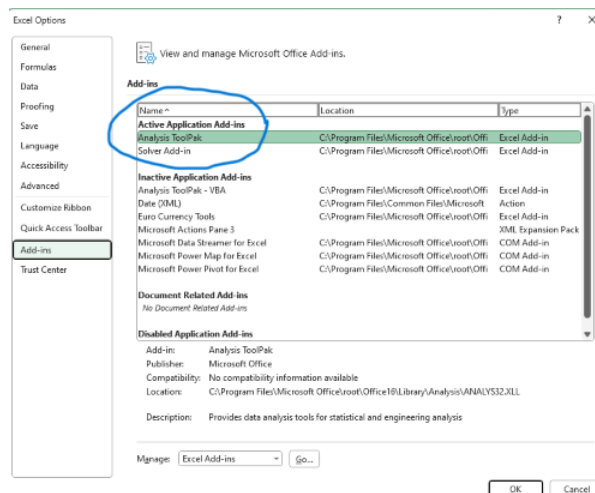 Excel Options ? ×
General
Formulas
Data
Proofing
Save
Language
Accessibility
Advanced
Customize Ribbon
Quick Access Toolbar
Add-ins
Trust Center
View and manage Microsoft Office Add-ins.
Add-ins
Name Location Type
Active Application Add-ins
Analysis ToolPak C:\Program Files\Microsoft Office\root\Offi Excel Add-in
Solver Add-in C:\Program Files\Microsoft Office\root\Offi Excel Add-in
Inactive Application Add-ins
Analysis ToolPak - VBA C:\Program Files\Microsoft Office\root\Offi Excel Add-in
Date (XML) C:\Program Files\Common Files\Microsoft Action
Euro Currency Tools C:\Program Files\Microsoft Office\root\Offi Excel Add-in
Microsoft Actions Pane 3 XML Expansion Pack
Microsoft Data Streamer for Excel C:\Program Files\Microsoft Office\root\Offi COM Add-in
Microsoft Power Map for Excel C:\Program Files\Microsoft Office\root\Offi COM Add-in
Microsoft Power Pivot for Excel C:\Program Files\Microsoft Office\root\Offi COM Add-in
Document Related Add-ins
No Document Related Add-ins
Disabled Application Add-ins
Add-in: Analysis ToolPak
Publisher: Microsoft Office
Compatibility: No compatibility information available
Location: C:\Program Files\Microsoft Office\root\Office16\Library\Analysis\ANALYS32.XLL
Description: Provides data analysis tools for statistical and engineering analysis
Manage: Excel Add-ins Go...
OK Cancel